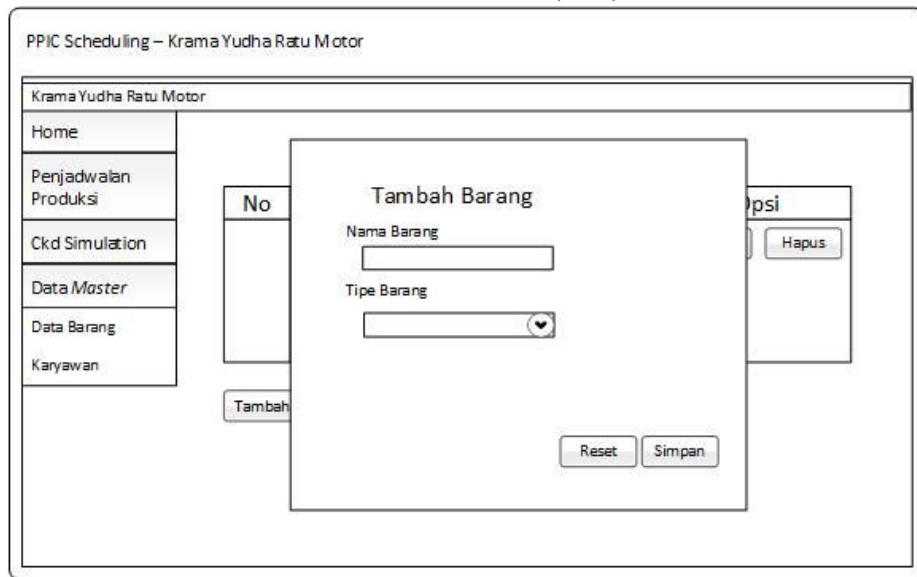 PPIC Scheduling – Krama Yudha Ratu Motor
Krama Yudha Ratu Motor
Home
Penjadwalan
Produksi
Ckd Simulation
Data Master
Data Barang
Karyawan
No
Tambah Barang
Nama Barang
Tipe Barang
Reset
Simpan
Hapus
Tambah